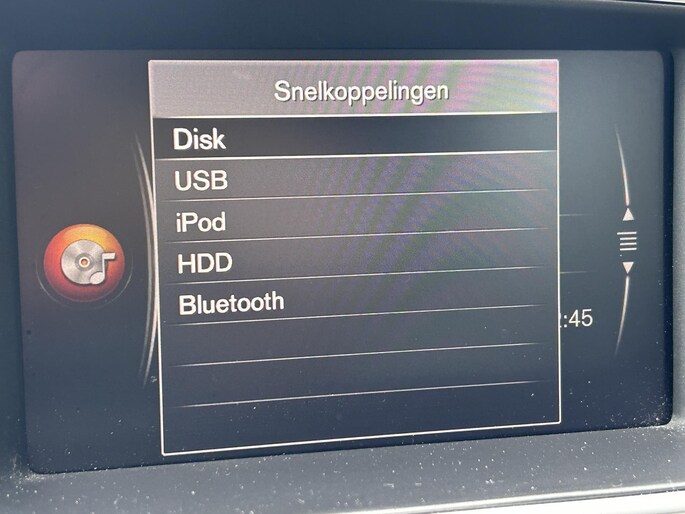 Snelkoppelingen
Disk
USB
iPod
HDD
Bluetooth
:45